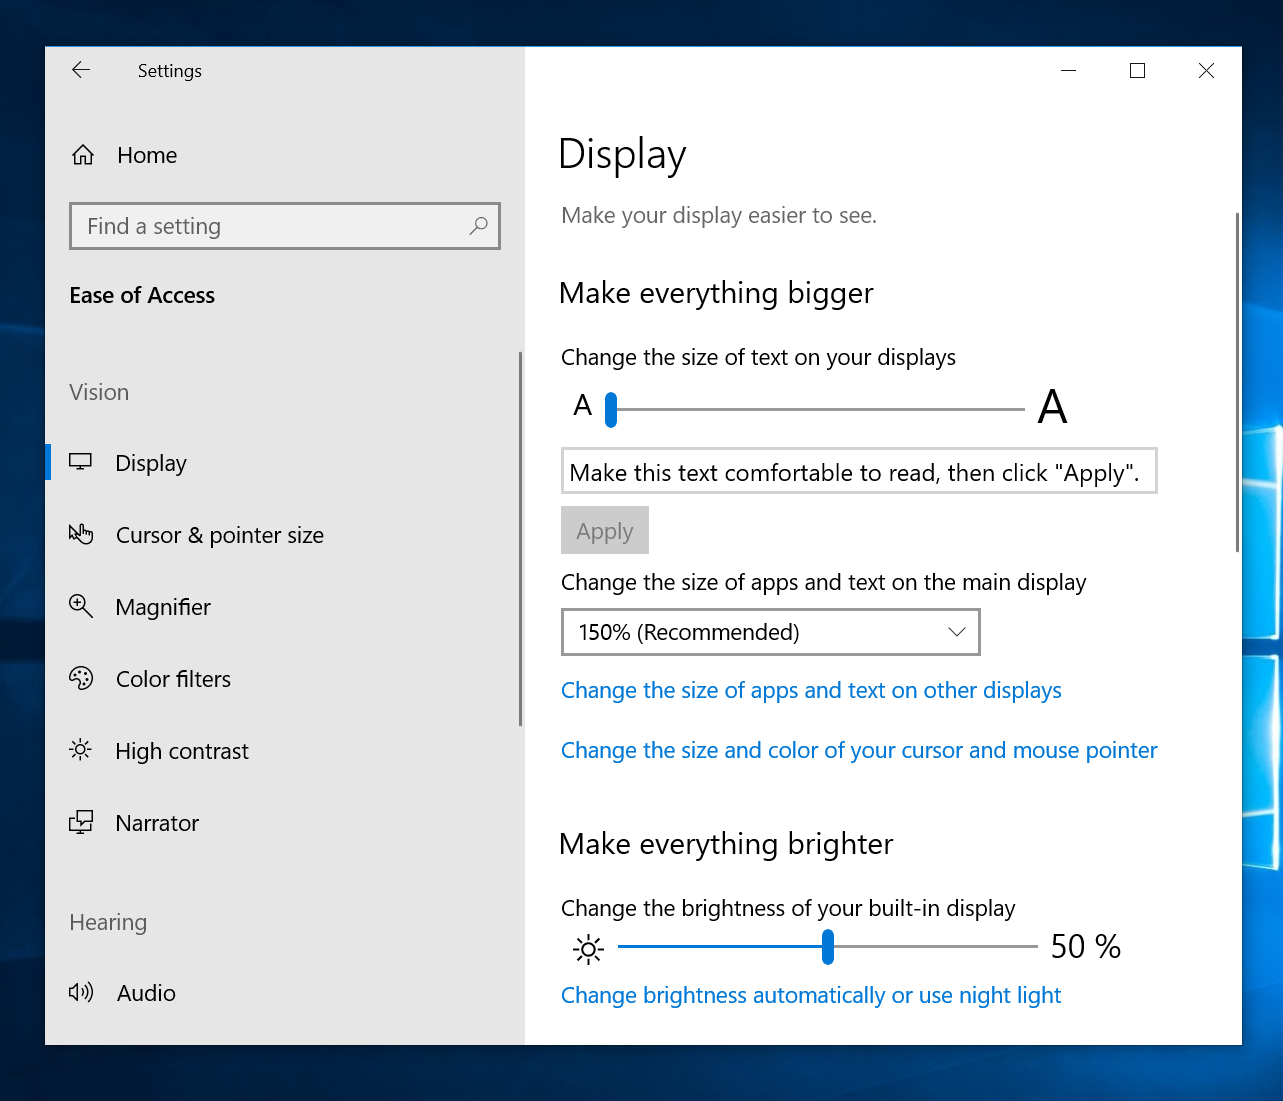 Settings
Home
Find a setting
Ease of Access
Vision
Display
Cursor & pointer size
Magnifier
Color filters
High contrast
Narrator
Hearing
Audio
Display
Make your display easier to see.
Make everything bigger
Change the size of text on your displays
A A
Make this text comfortable to read, then click "Apply".
Apply
Change the size of apps and text on the main display
150% (Recommended)
Change the size of apps and text on other displays
Change the size and color of your cursor and mouse pointer
Make everything brighter
Change the brightness of your built-in display
50 %
Change brightness automatically or use night light